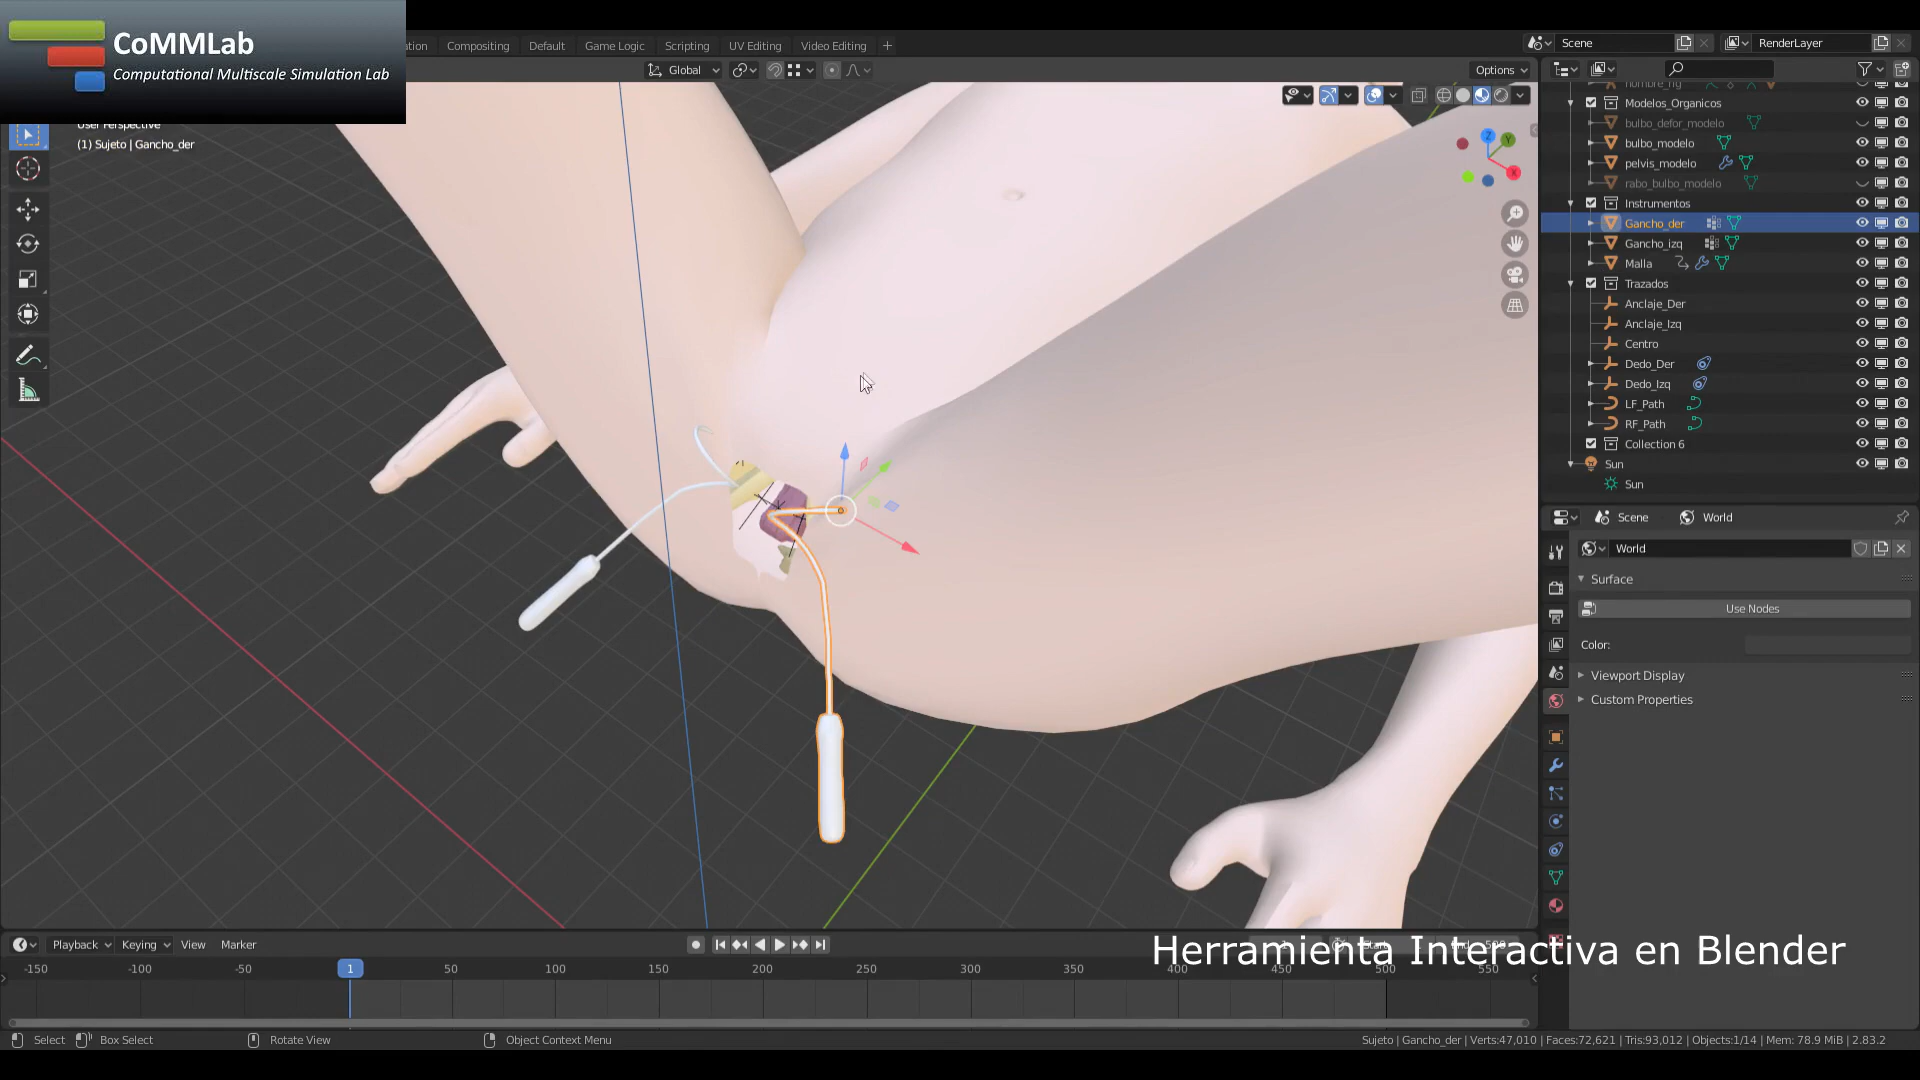 CoMMLab
Computational Multiscale Simulation Lab
Compositing Default Game Logic Scripting UV Editing Video Editing +
Scene RenderLayer
Global Options
User Perspective
(1) Sujeto | Gancho_der
Z Y X
Modelos_Organicos
bulbo_defor_modelo
bulbo_modelo
pelvis_modelo
rabo_bulbo_modelo
Instrumentos
Gancho_der
Gancho_izq
Malla
Trazados
Anclaje_Der
Anclaje_Izq
Centro
Dedo_Der
Dedo_Izq
LF_Path
RF_Path
Collection 6
Sun
Sun
Scene World
World
Surface
Use Nodes
Color:
Viewport Display
Custom Properties
Playback Keying View Marker
Herramienta Interactiva en Blender
-150 -100 -50 1 50 100 150 200 250 300 350 400 450 500 550
Select Box Select Rotate View Object Context Menu
Sujeto | Gancho_der | Verts:47,010 | Faces:72,621 | Tris:93,012 | Objects:1/14 | Mem: 78.9 MiB | 2.83.2